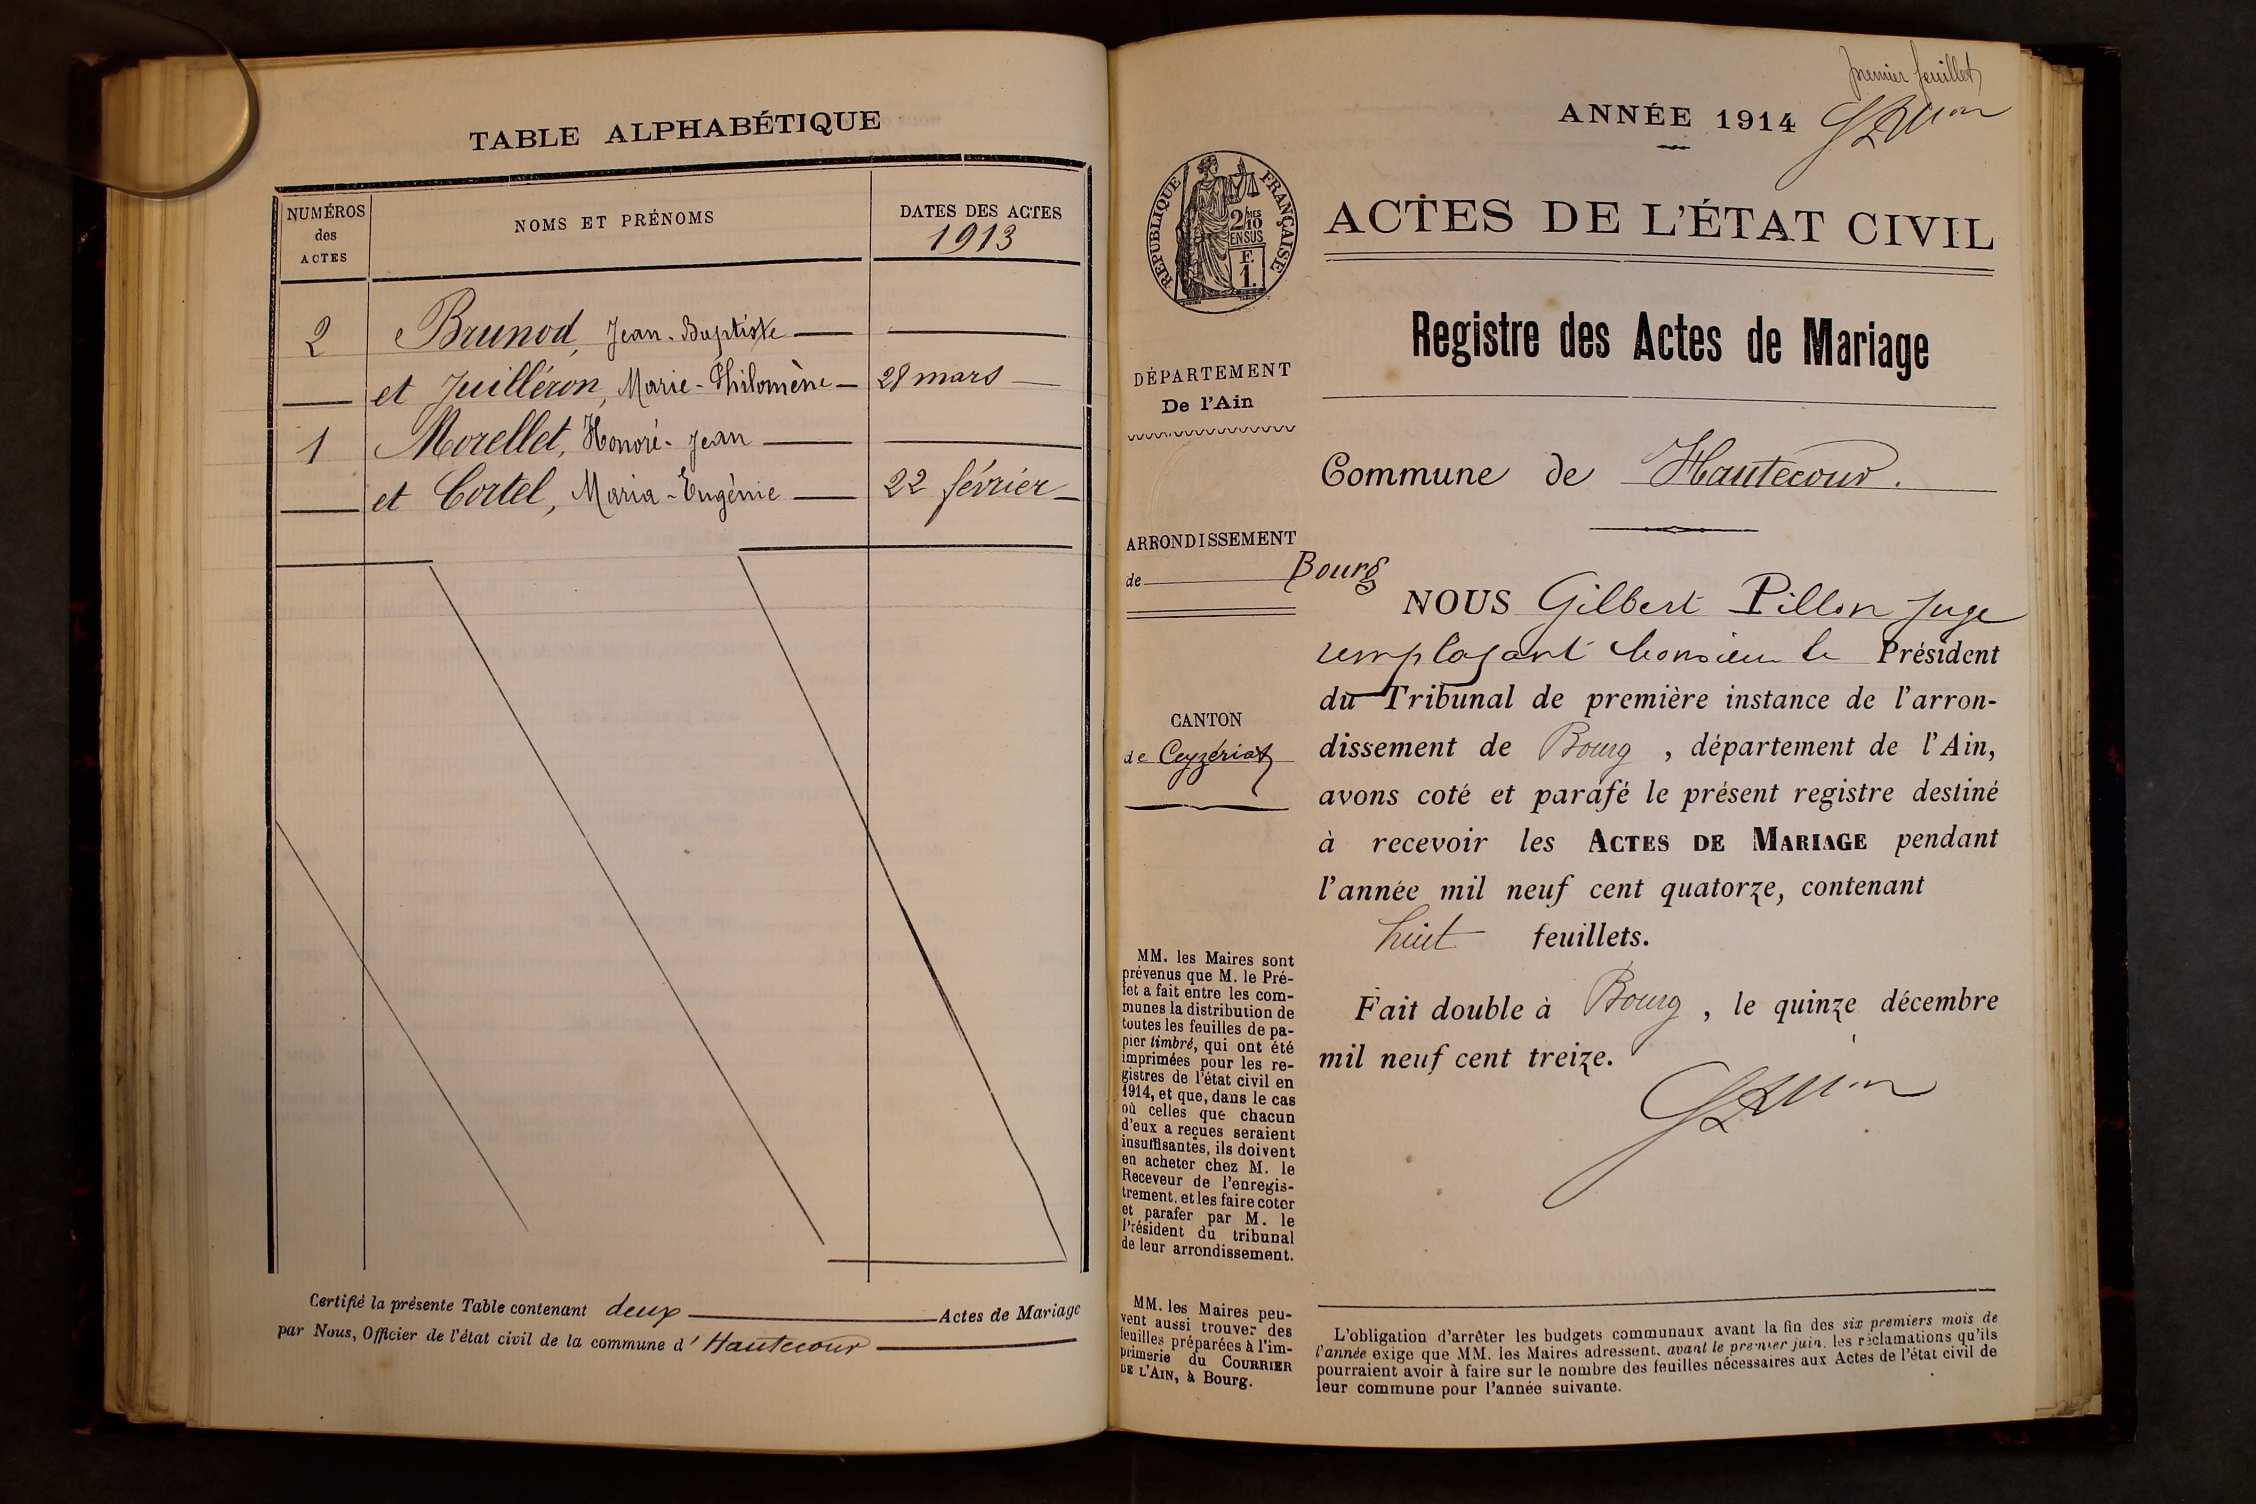 TABLE ALPHABÉTIQUE
NUMÉROS
des
ACTES
NOMS ET PRÉNOMS
DATES DES ACTES
1913
2 Brunod, Jean-Baptiste
et Juilléron, Marie-Philomène 28 mars
1 Morellet, Honoré-Jean
et Cortel, Maria-Eugénie 22 février
Certifié la présente Table contenant deux Actes de Mariage
par Nous, Officier de l'état civil de la commune d'Hautecour
premier feuillet
ANNÉE 1914
RÉPUBLIQUE FRANÇAISE
2/10 MES
EN SUS
F.
1.
ACTES DE L'ÉTAT CIVIL
Registre des Actes de Mariage
DÉPARTEMENT
De l'Ain
Commune de Hautecour.
ARRONDISSEMENT
de Bourg
CANTON
de Ceyzériat
NOUS Gilbert Pillon Juge
remplaçant Monsieur le Président
du Tribunal de première instance de l'arron-
dissement de Bourg, département de l'Ain,
avons coté et parafé le présent registre destiné
à recevoir les ACTES DE MARIAGE pendant
l'année mil neuf cent quatorze, contenant
huit feuillets.
Fait double à Bourg, le quinze décembre
mil neuf cent treize.
MM. les Maires sont
prévenus que M. le Pré-
fet a fait entre les com-
munes la distribution de
toutes les feuilles de pa-
pier timbré, qui ont été
imprimées pour les re-
gistres de l'état civil en
1914, et que, dans le cas
où celles que chacun
d'eux a reçues seraient
insuffisantes, ils doivent
en acheter chez M. le
Receveur de l'enregis-
trement, et les faire coter
et parafer par M. le
Président du tribunal
de leur arrondissement.
MM. les Maires peu-
vent aussi trouver des
feuilles préparées à l'im-
primerie du COURRIER
DE L'AIN, à Bourg.
L'obligation d'arrêter les budgets communaux avant la fin des six premiers mois de
l'année exige que MM. les Maires adressent, avant le premier juin, les réclamations qu'ils
pourraient avoir à faire sur le nombre des feuilles nécessaires aux Actes de l'état civil de
leur commune pour l'année suivante.